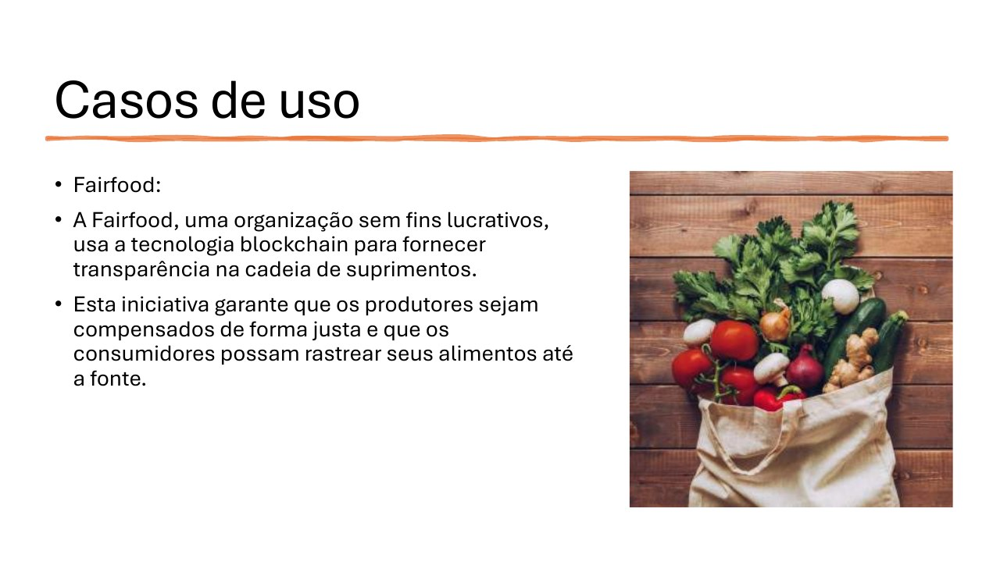 Casos de uso
• Fairfood:
• A Fairfood, uma organização sem fins lucrativos,
usa a tecnologia blockchain para fornecer
transparência na cadeia de suprimentos.
• Esta iniciativa garante que os produtores sejam
compensados de forma justa e que os
consumidores possam rastrear seus alimentos até
a fonte.